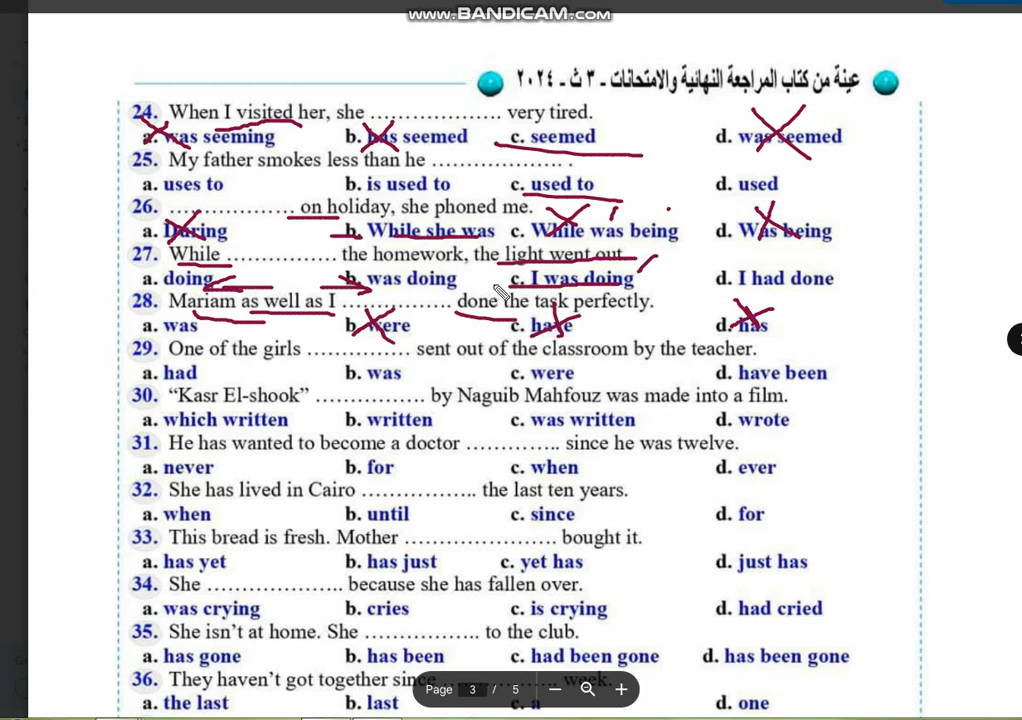 www.BANDICAM.com
عينة من كتاب المراجعة النهائية والامتحانات - ٣ ث - ٢٠٢٤
24. When I visited her, she .................... very tired.
a. was seeming b. has seemed c. seemed d. was seemed
25. My father smokes less than he .................... .
a. uses to b. is used to c. used to d. used
26. .................... on holiday, she phoned me.
a. During b. While she was c. While was being d. Was being
27. While .................... the homework, the light went out.
a. doing b. was doing c. I was doing d. I had done
28. Mariam as well as I .................... done the task perfectly.
a. was b. were c. have d. has
29. One of the girls .................... sent out of the classroom by the teacher.
a. had b. was c. were d. have been
30. “Kasr El-shook” .................... by Naguib Mahfouz was made into a film.
a. which written b. written c. was written d. wrote
31. He has wanted to become a doctor .................... since he was twelve.
a. never b. for c. when d. ever
32. She has lived in Cairo .................... the last ten years.
a. when b. until c. since d. for
33. This bread is fresh. Mother .................... bought it.
a. has yet b. has just c. yet has d. just has
34. She .................... because she has fallen over.
a. was crying b. cries c. is crying d. had cried
35. She isn’t at home. She .................... to the club.
a. has gone b. has been c. had been gone d. has been gone
36. They haven’t got together since .................... week.
a. the last b. last c. a d. one
Page 3 / 5